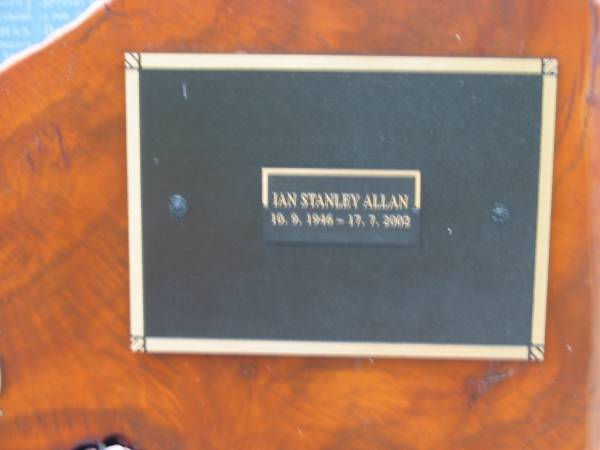 IAN STANLEY ALLAN
10. 9. 1946 – 17. 7. 2002